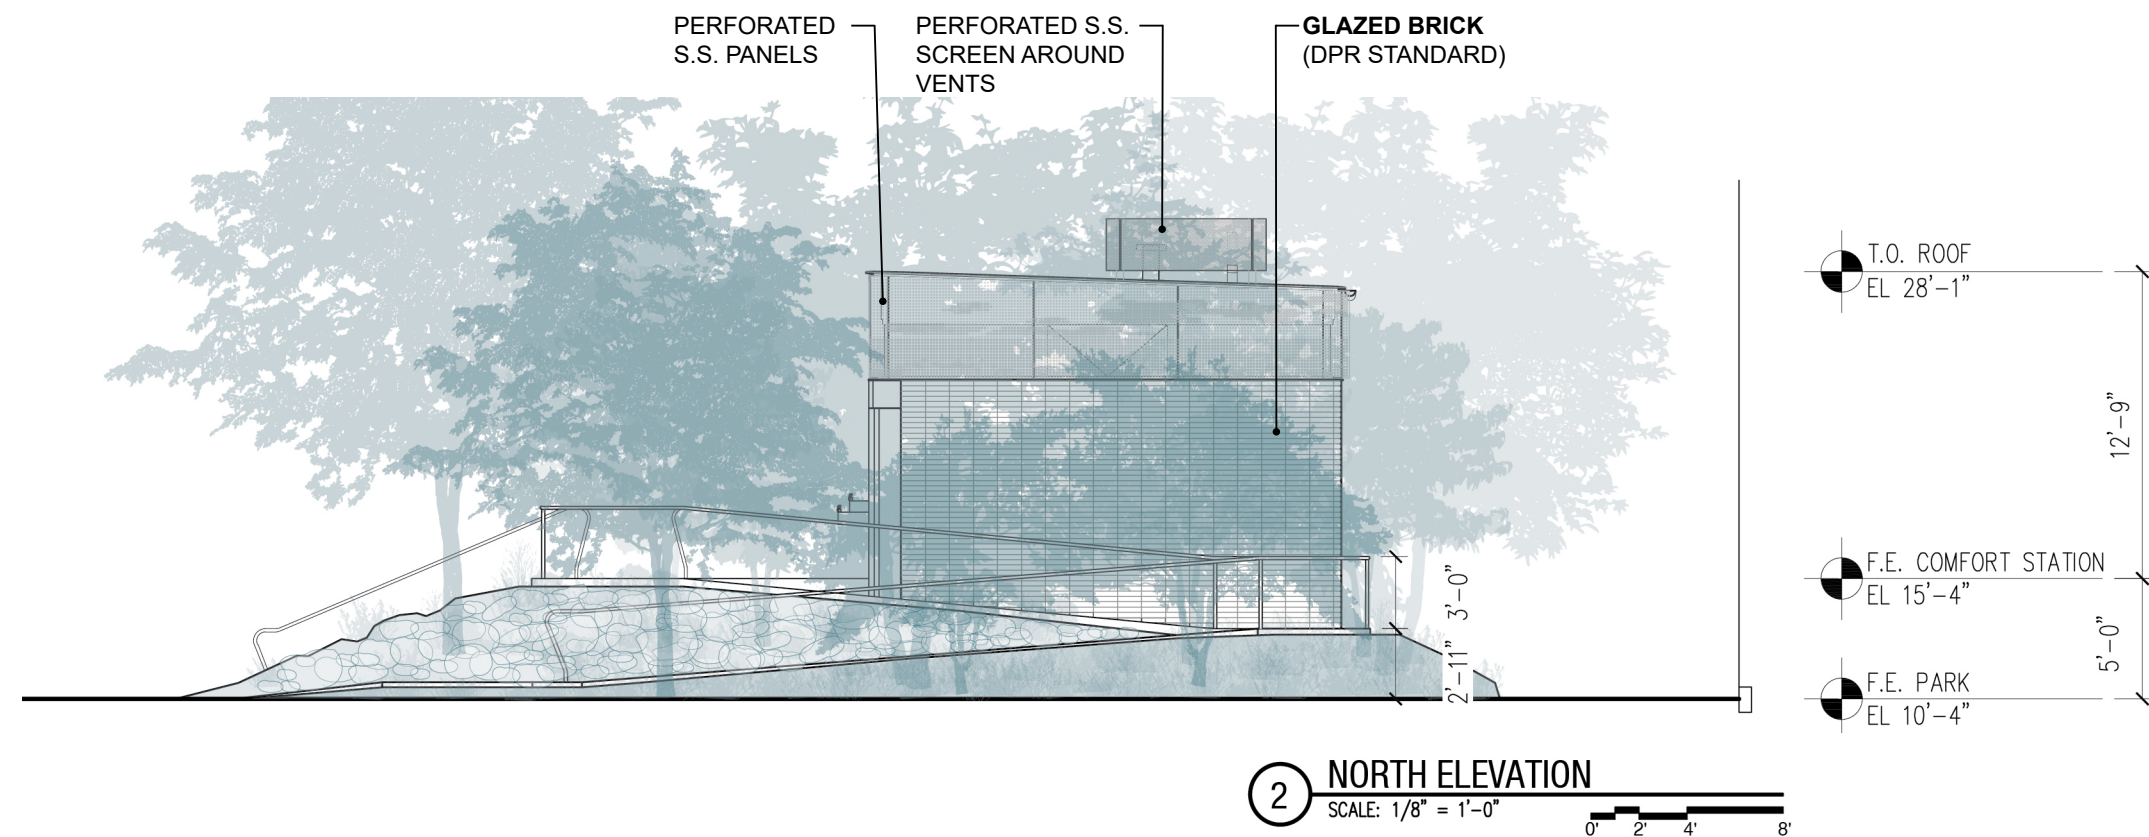 PERFORATED
S.S. PANELS
PERFORATED S.S.
SCREEN AROUND
VENTS
GLAZED BRICK
(DPR STANDARD)
T.O. ROOF
EL 28'-1"
12'-9"
F.E. COMFORT STATION
EL 15'-4"
3'-0"
5'-0"
2'-11"
F.E. PARK
EL 10'-4"
2
NORTH ELEVATION
SCALE: 1/8" = 1'-0"
0' 2' 4' 8'